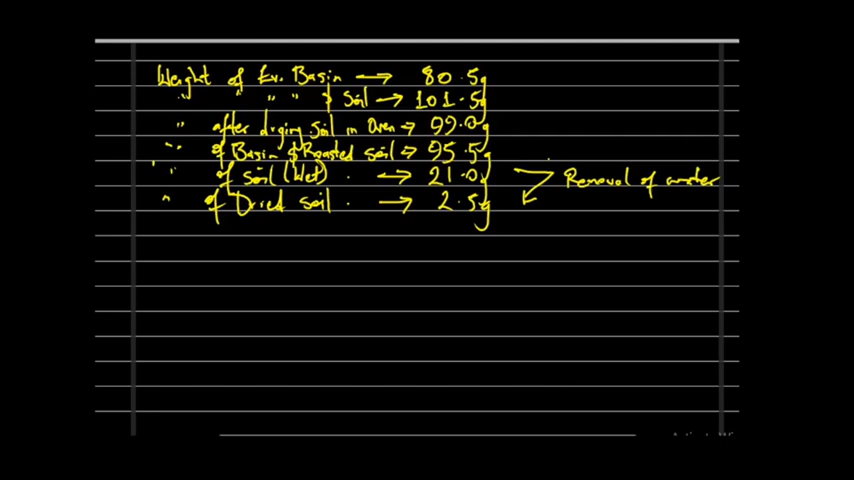 Weight of Ev. Basin → 80.5g
" " " " & Soil → 101.5g
" after drying soil in Oven → 99.0g
" of Basin & Roasted soil → 95.5g
" of soil (Wet) . → 21.0g Removal of water
" of Dried soil . → 2.5g